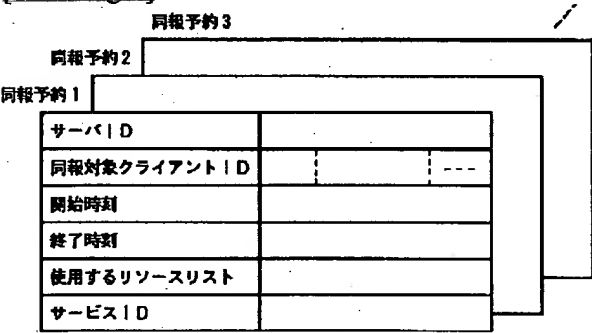 同報予約3
同報予約2
同報予約1
サーバID
同報対象クライアントID
開始時刻
終了時刻
使用するリソースリスト
サービスID